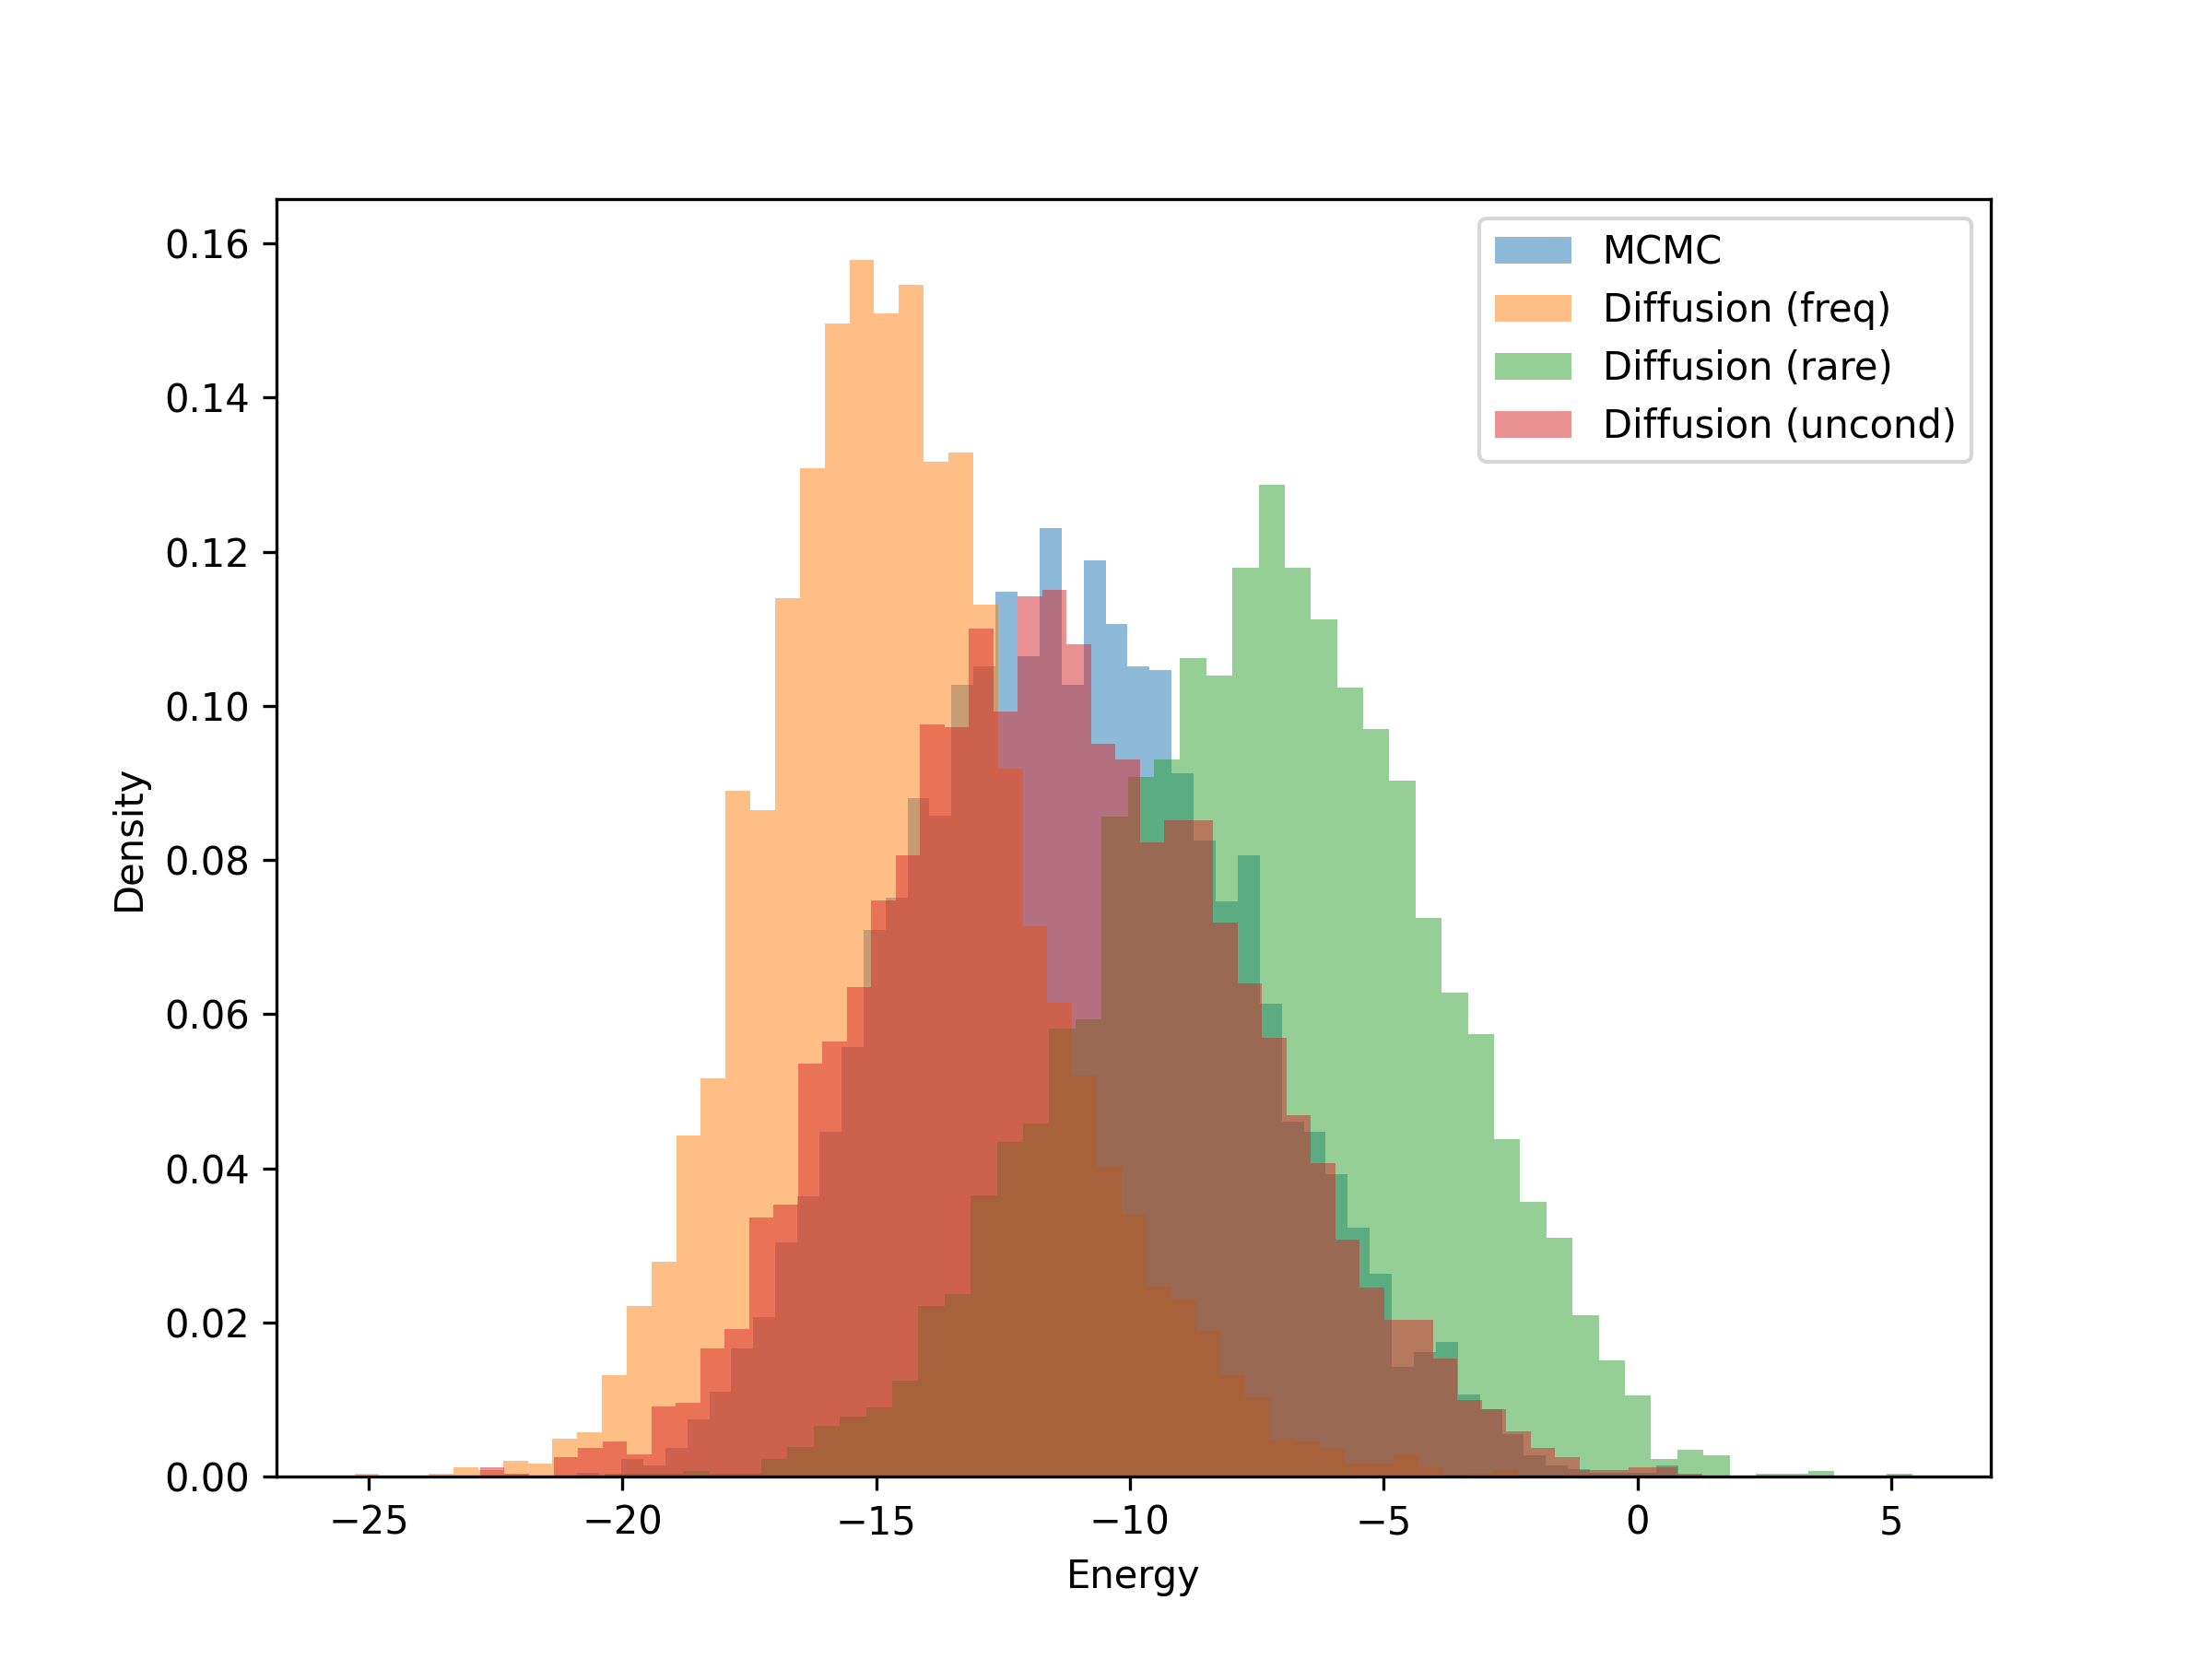 MCMC
Diffusion (freq)
Diffusion (rare)
Diffusion (uncond)
0.16
0.14
0.12
0.10
0.08
0.06
0.04
0.02
0.00
Density
−25 −20 −15 −10 −5 0 5
Energy